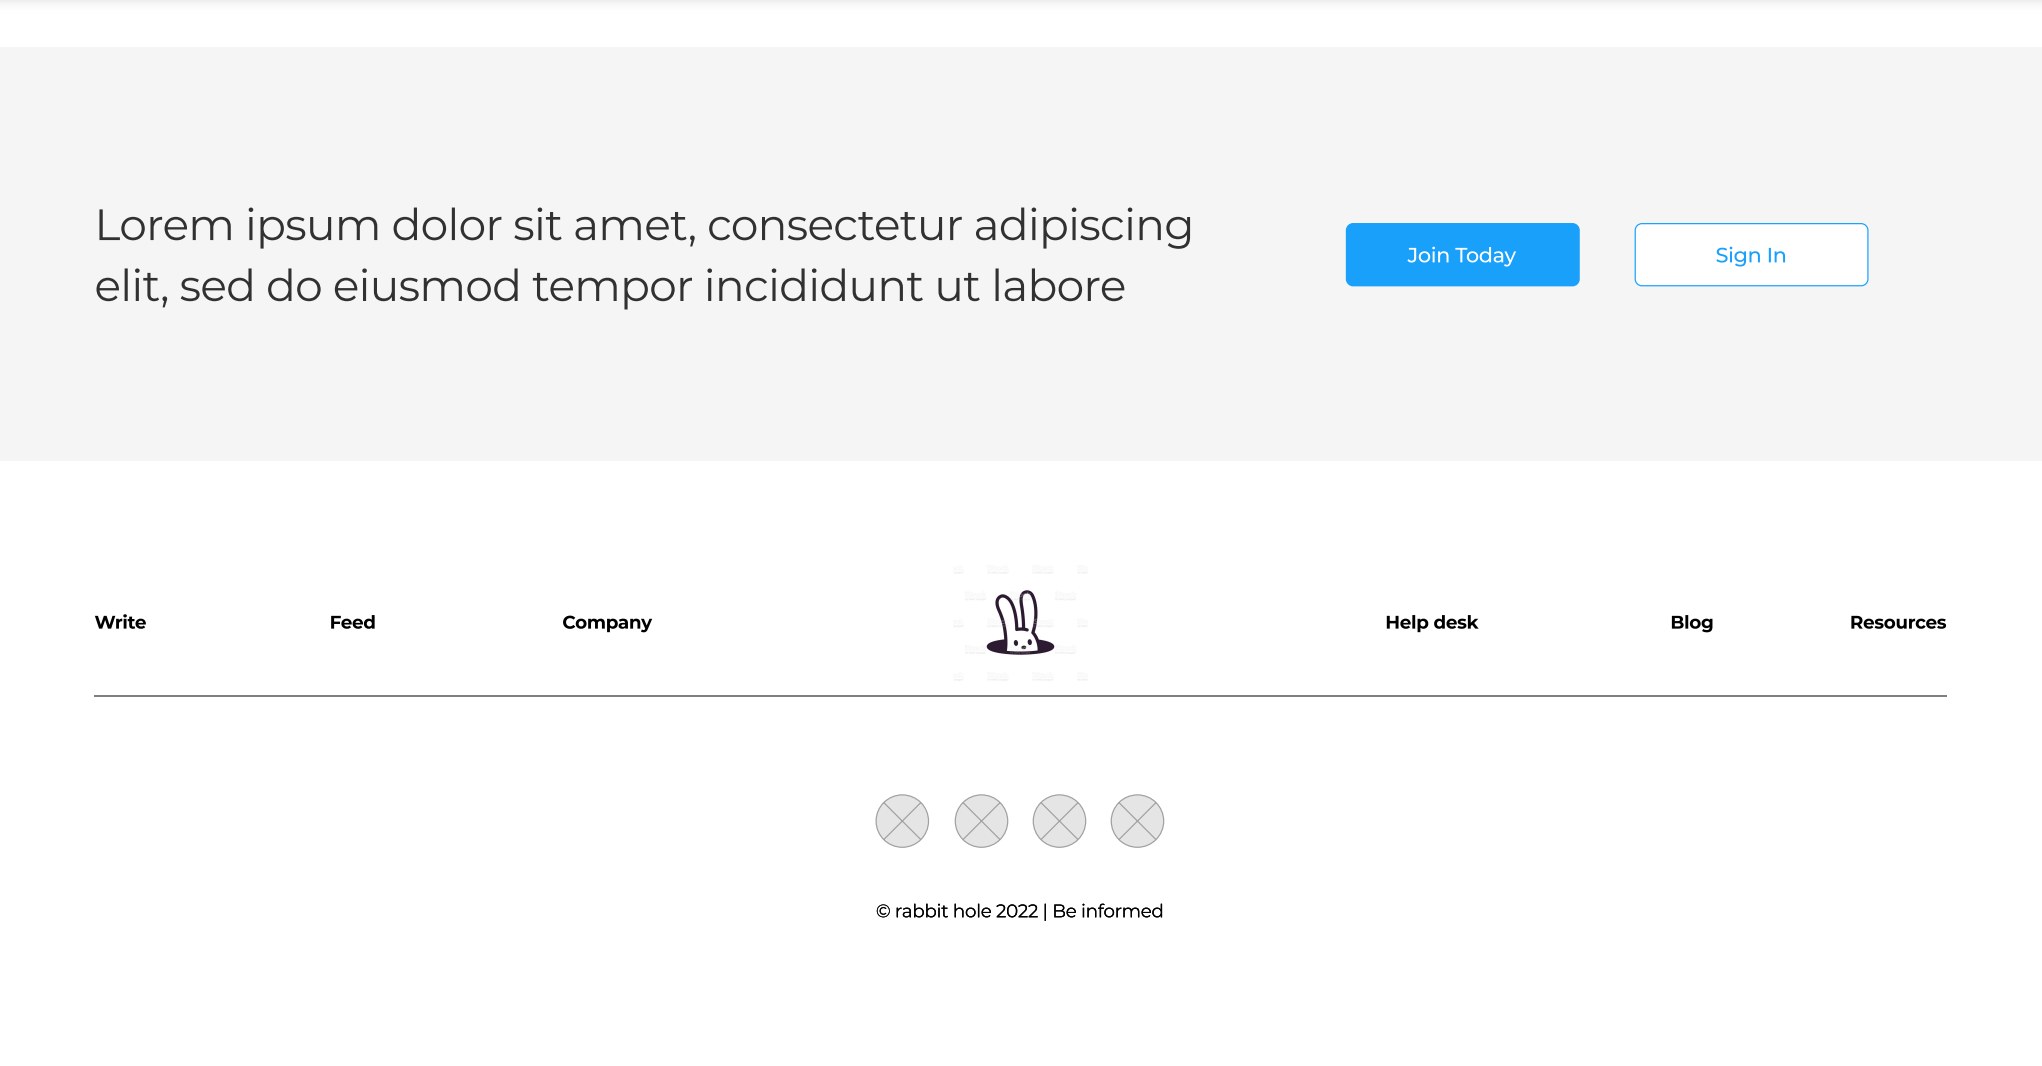 Lorem ipsum dolor sit amet, consectetur adipiscing
elit, sed do eiusmod tempor incididunt ut labore
Join Today
Sign In
Write
Feed
Company
Help desk
Blog
Resources
© rabbit hole 2022 | Be informed